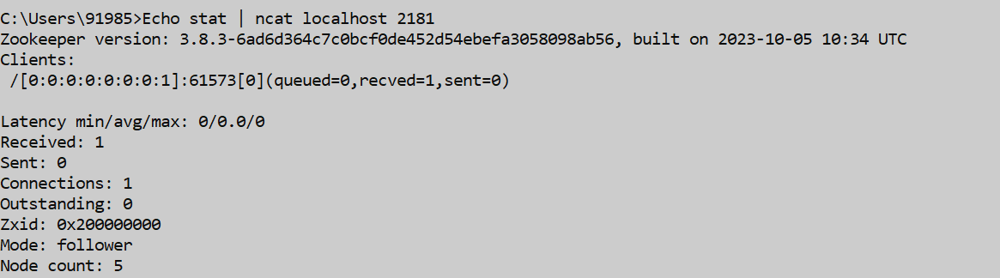 C:\Users\91985>Echo stat | ncat localhost 2181
Zookeeper version: 3.8.3-6ad6d364c7c0bcf0de452d54ebefa3058098ab56, built on 2023-10-05 10:34 UTC
Clients:
 /[0:0:0:0:0:0:0:1]:61573[0](queued=0,recved=1,sent=0)

Latency min/avg/max: 0/0.0/0
Received: 1
Sent: 0
Connections: 1
Outstanding: 0
Zxid: 0x200000000
Mode: follower
Node count: 5